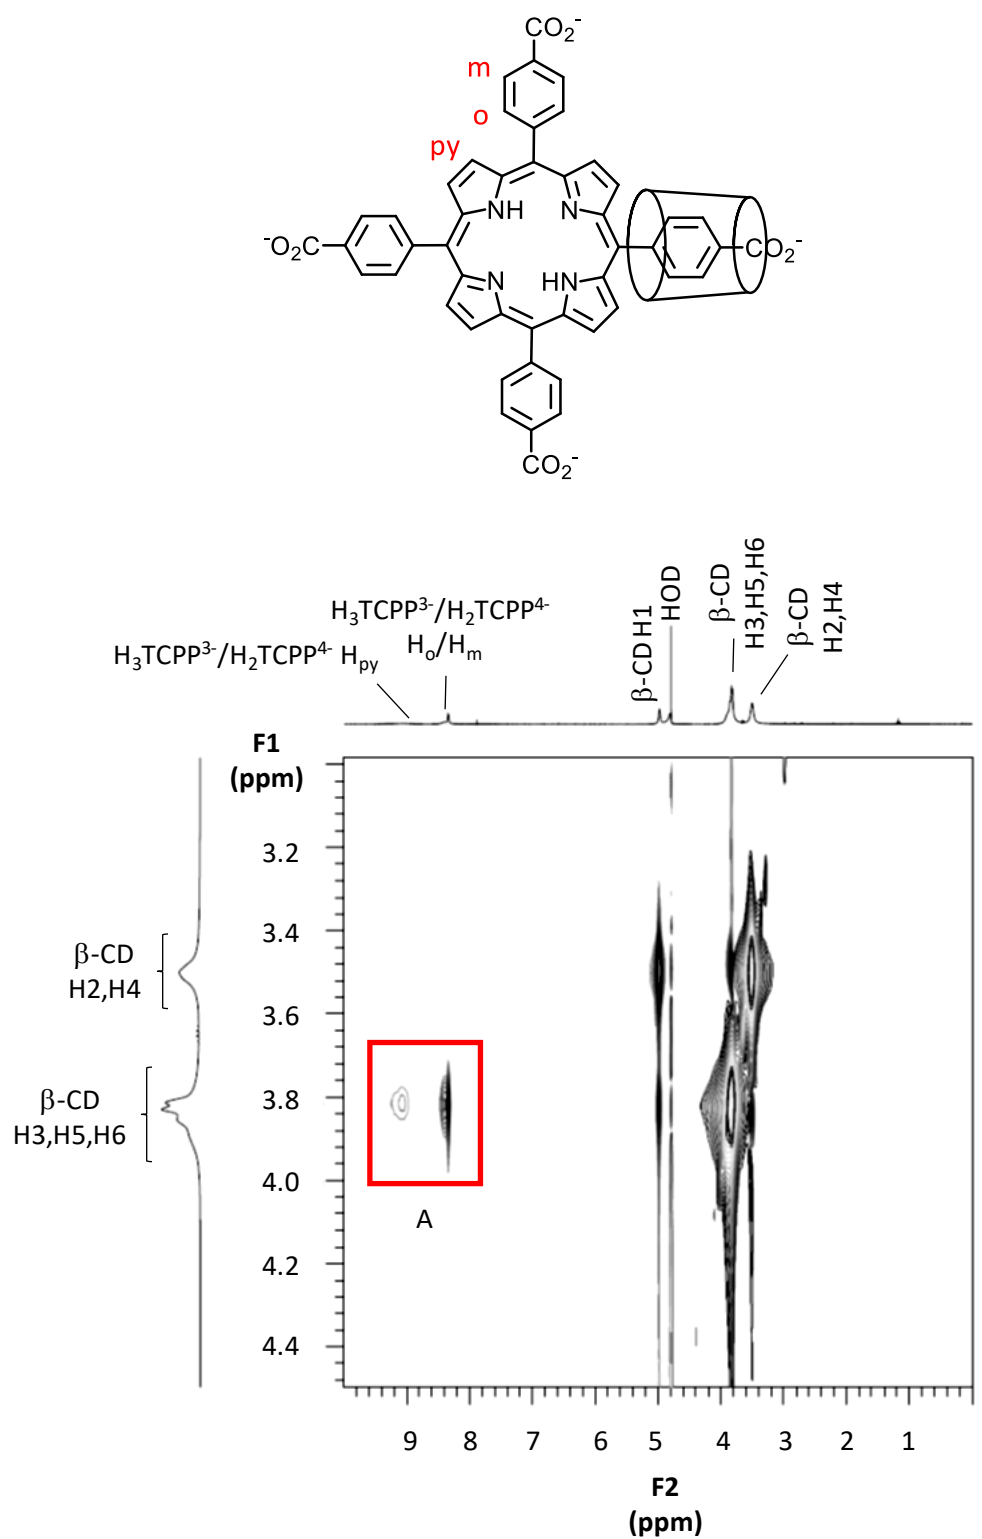 CO2-
m
o
py
NH
N
-O2C
CO2-
N
HN
CO2-
H3TCPP3-/H2TCPP4-
Ho/Hm
H3TCPP3-/H2TCPP4- Hpy
β-CD H1
HOD
β-CD
H3,H5,H6
β-CD
H2,H4
F1
(ppm)
3.2
3.4
β-CD
H2,H4
3.6
β-CD
H3,H5,H6
3.8
4.0
A
4.2
4.4
9 8 7 6 5 4 3 2 1
F2
(ppm)